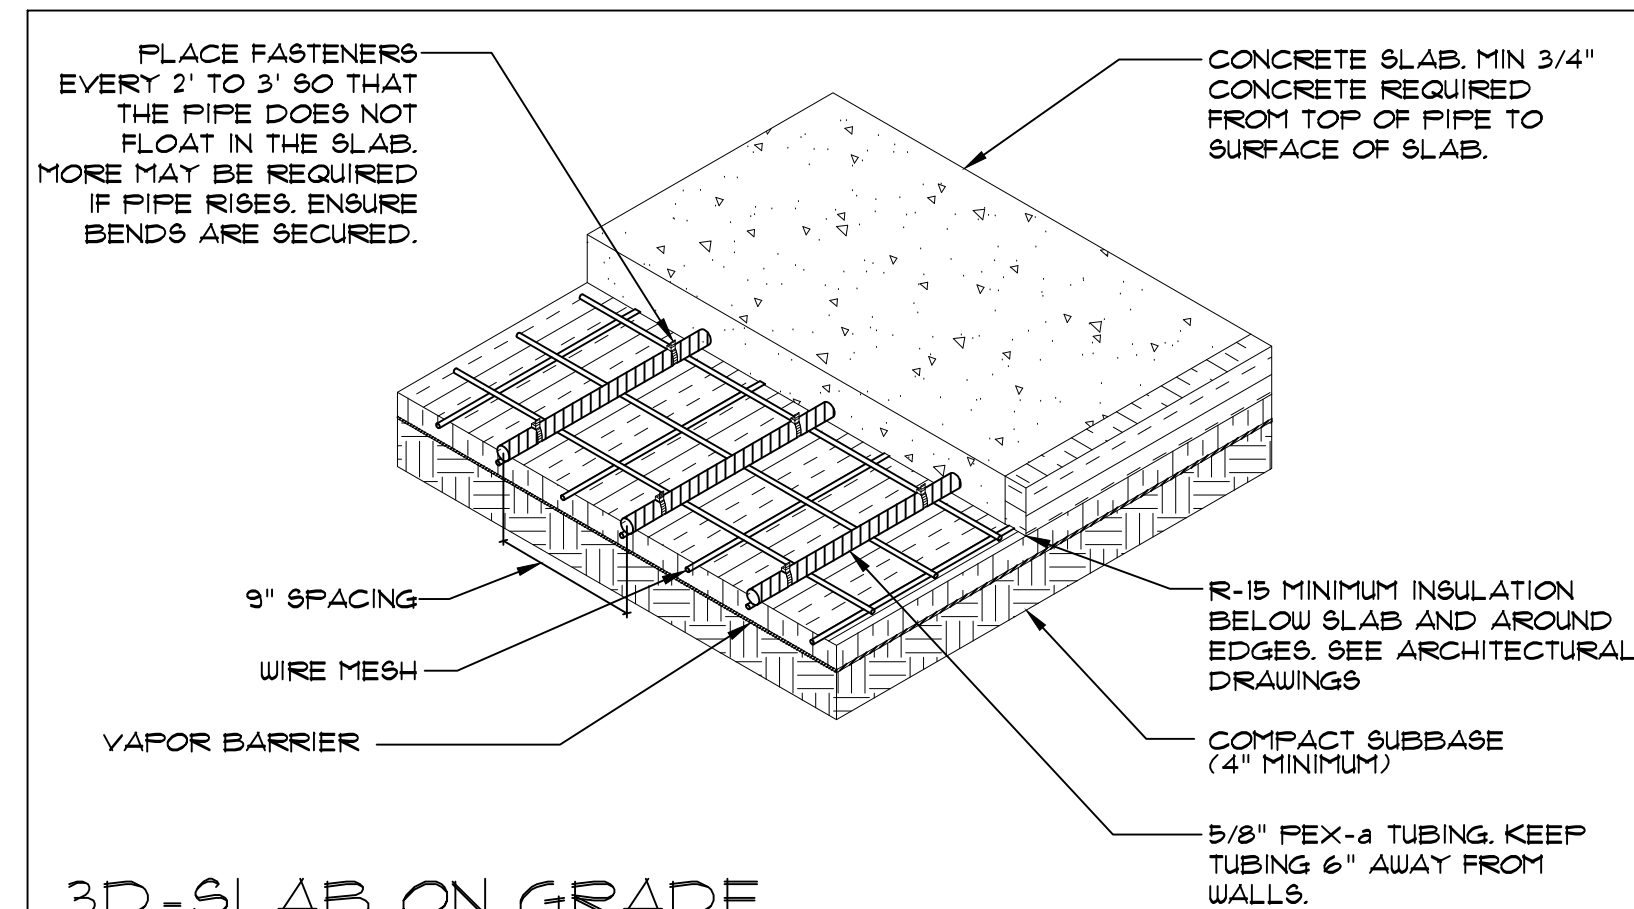 PLACE FASTENERS
EVERY 2' TO 3' SO THAT
THE PIPE DOES NOT
FLOAT IN THE SLAB.
MORE MAY BE REQUIRED
IF PIPE RISES. ENSURE
BENDS ARE SECURED.
CONCRETE SLAB. MIN 3/4"
CONCRETE REQUIRED
FROM TOP OF PIPE TO
SURFACE OF SLAB.
9" SPACING
WIRE MESH
VAPOR BARRIER
R-15 MINIMUM INSULATION
BELOW SLAB AND AROUND
EDGES. SEE ARCHITECTURAL
DRAWINGS
COMPACT SUBBASE
(4" MINIMUM)
5/8" PEX-a TUBING. KEEP
TUBING 6" AWAY FROM
WALLS.
3D-SLAB ON GRADE